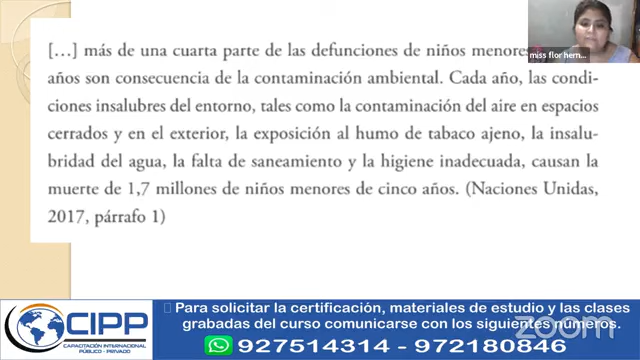 […] más de una cuarta parte de las defunciones de niños menores
miss flor hern...
años son consecuencia de la contaminación ambiental. Cada año, las condi-
ciones insalubres del entorno, tales como la contaminación del aire en espacios
cerrados y en el exterior, la exposición al humo de tabaco ajeno, la insalu-
bridad del agua, la falta de saneamiento y la higiene inadecuada, causan la
muerte de 1,7 millones de niños menores de cinco años. (Naciones Unidas,
2017, párrafo 1)
zoom
CIPP
CAPACITACIÓN INTERNACIONAL
PÚBLICO - PRIVADO
Para solicitar la certificación, materiales de estudio y las clases
grabadas del curso comunicarse con los siguientes números.
927514314 - 972180846